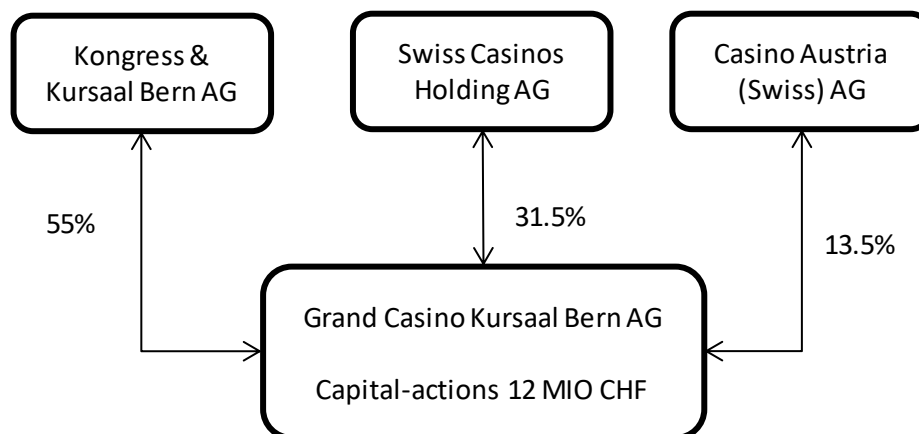 Kongress &
Kursaal Bern AG
Swiss Casinos
Holding AG
Casino Austria
(Swiss) AG
55%
31.5%
13.5%
Grand Casino Kursaal Bern AG
Capital-actions 12 MIO CHF